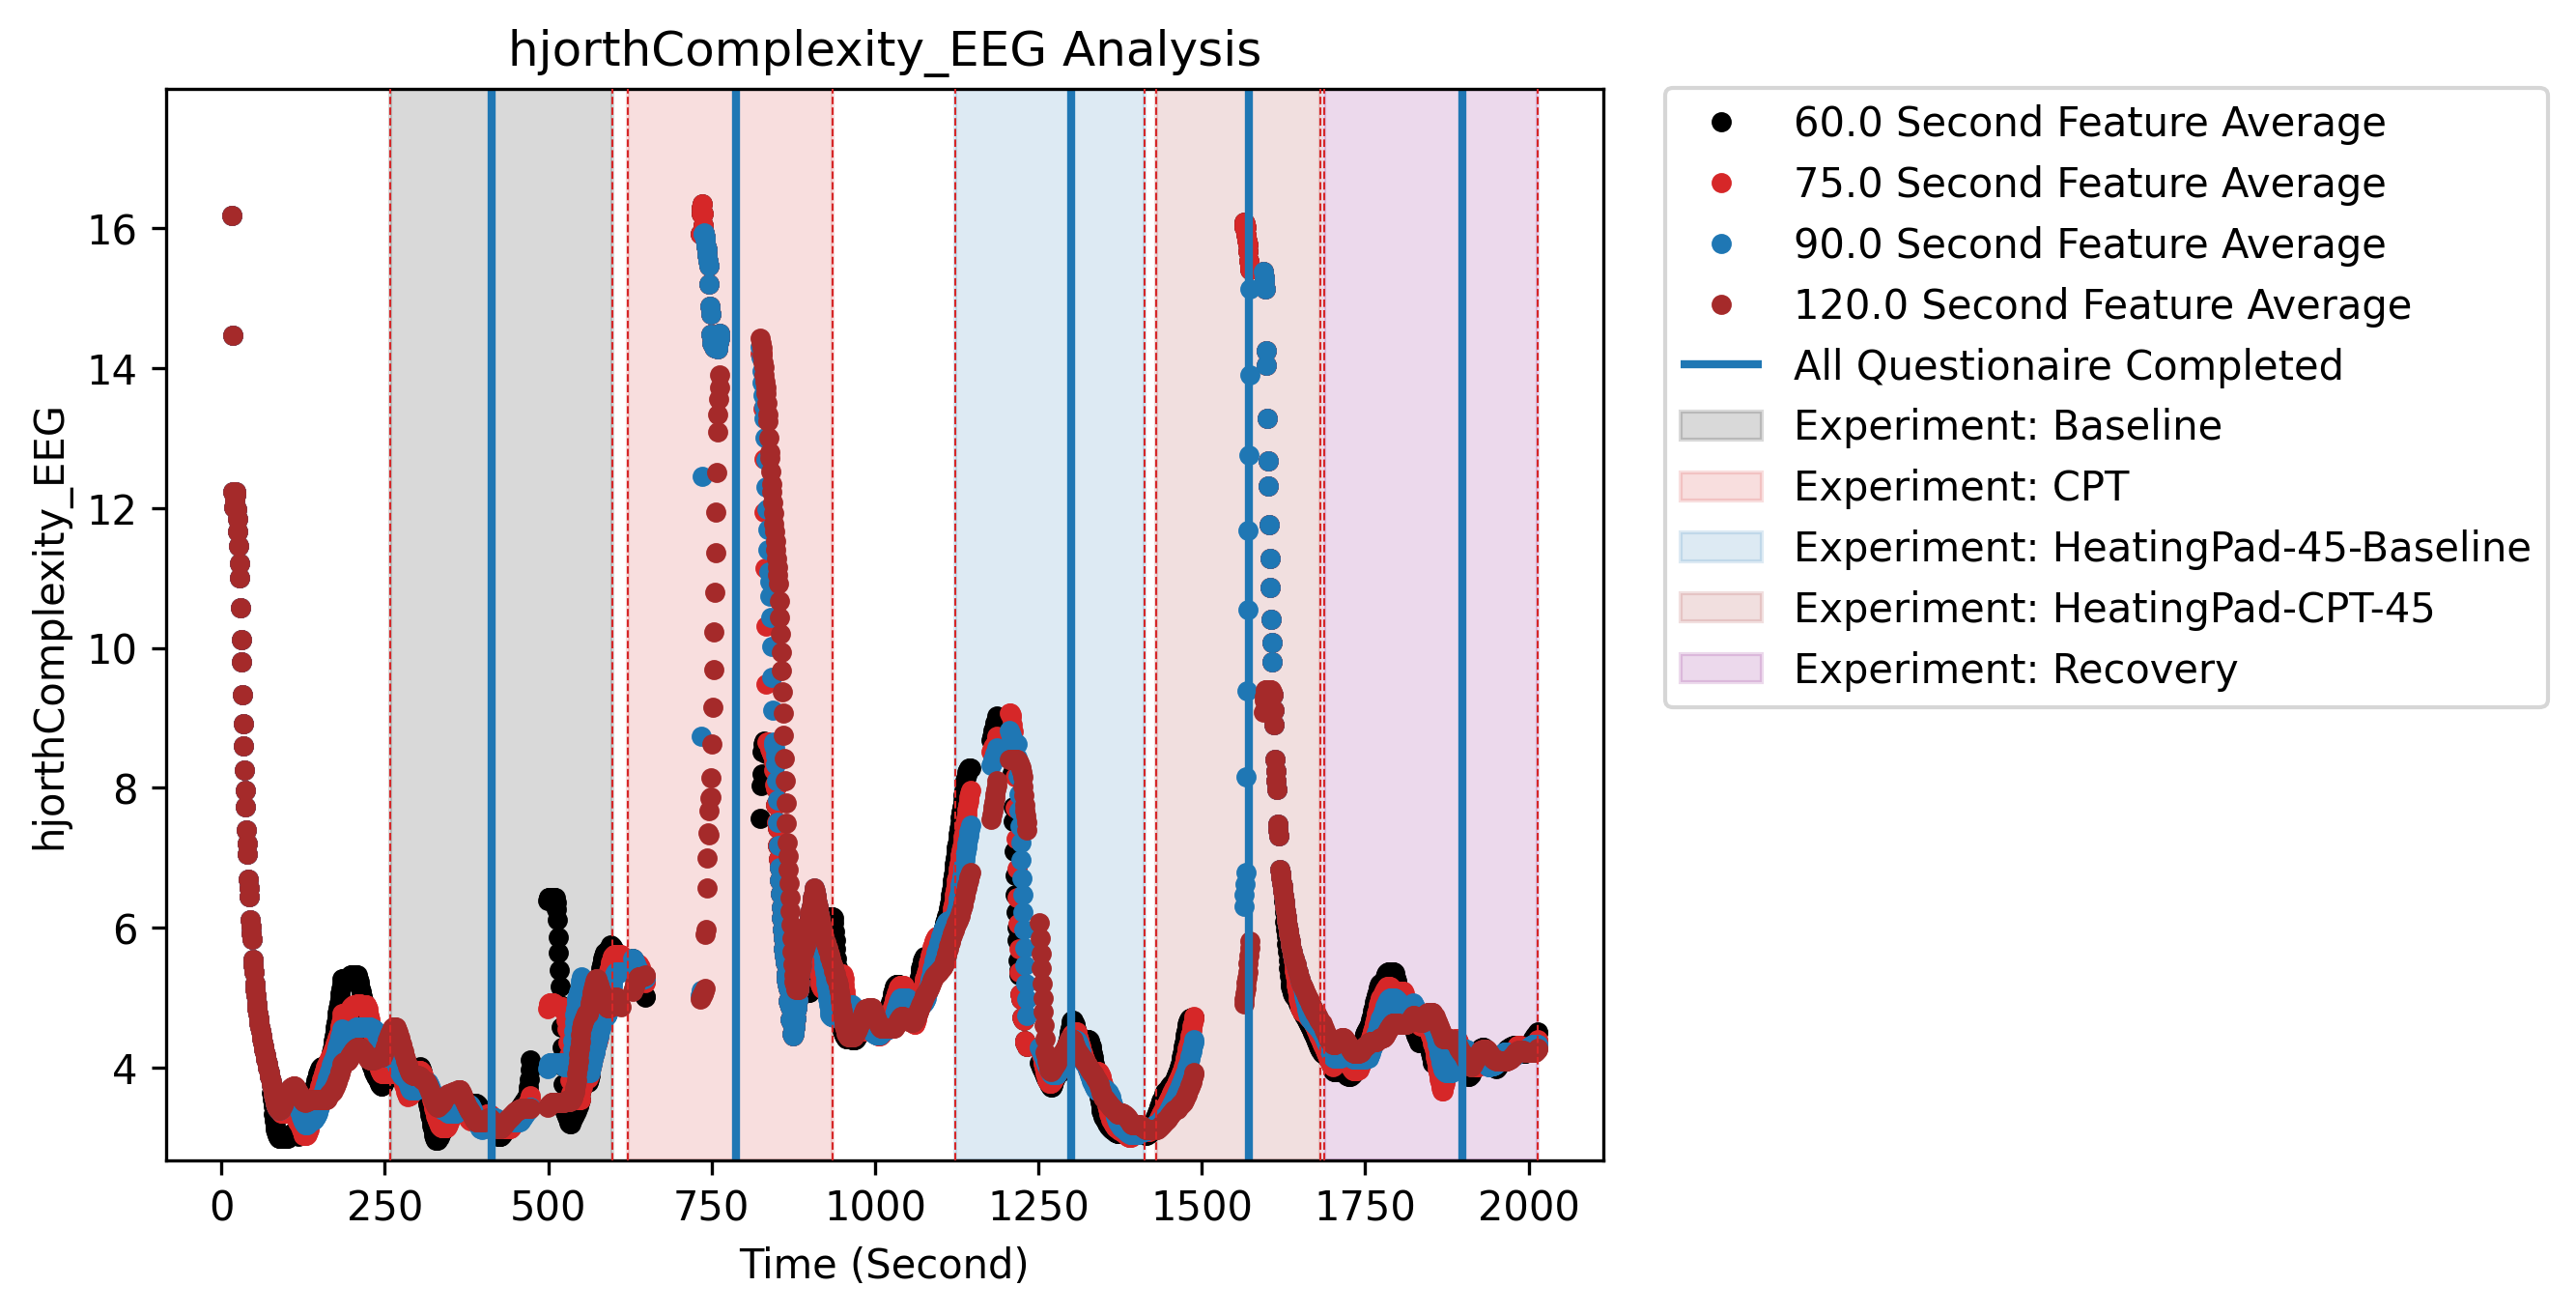 hjorthComplexity_EEG Analysis
hjorthComplexity_EEG
16
14
12
10
8
6
4
0 250 500 750 1000 1250 1500 1750 2000
Time (Second)
60.0 Second Feature Average
75.0 Second Feature Average
90.0 Second Feature Average
120.0 Second Feature Average
All Questionaire Completed
Experiment: Baseline
Experiment: CPT
Experiment: HeatingPad-45-Baseline
Experiment: HeatingPad-CPT-45
Experiment: Recovery